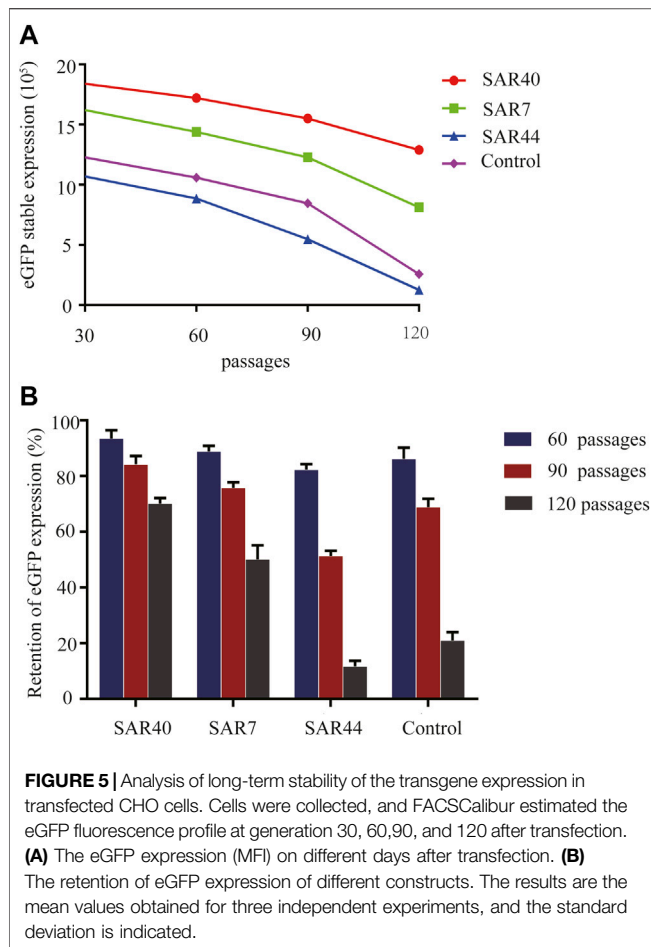 A
eGFP stable expression (10⁵)
20
15
10
5
0
30 60 90 120
passages
SAR40
SAR7
SAR44
Control
B
Retention of eGFP expression (%)
100
80
60
40
20
0
SAR40 SAR7 SAR44 Control
60 passages
90 passages
120 passages
FIGURE 5 | Analysis of long-term stability of the transgene expression in
transfected CHO cells. Cells were collected, and FACSCalibur estimated the
eGFP fluorescence profile at generation 30, 60,90, and 120 after transfection.
(A) The eGFP expression (MFI) on different days after transfection. (B)
The retention of eGFP expression of different constructs. The results are the
mean values obtained for three independent experiments, and the standard
deviation is indicated.